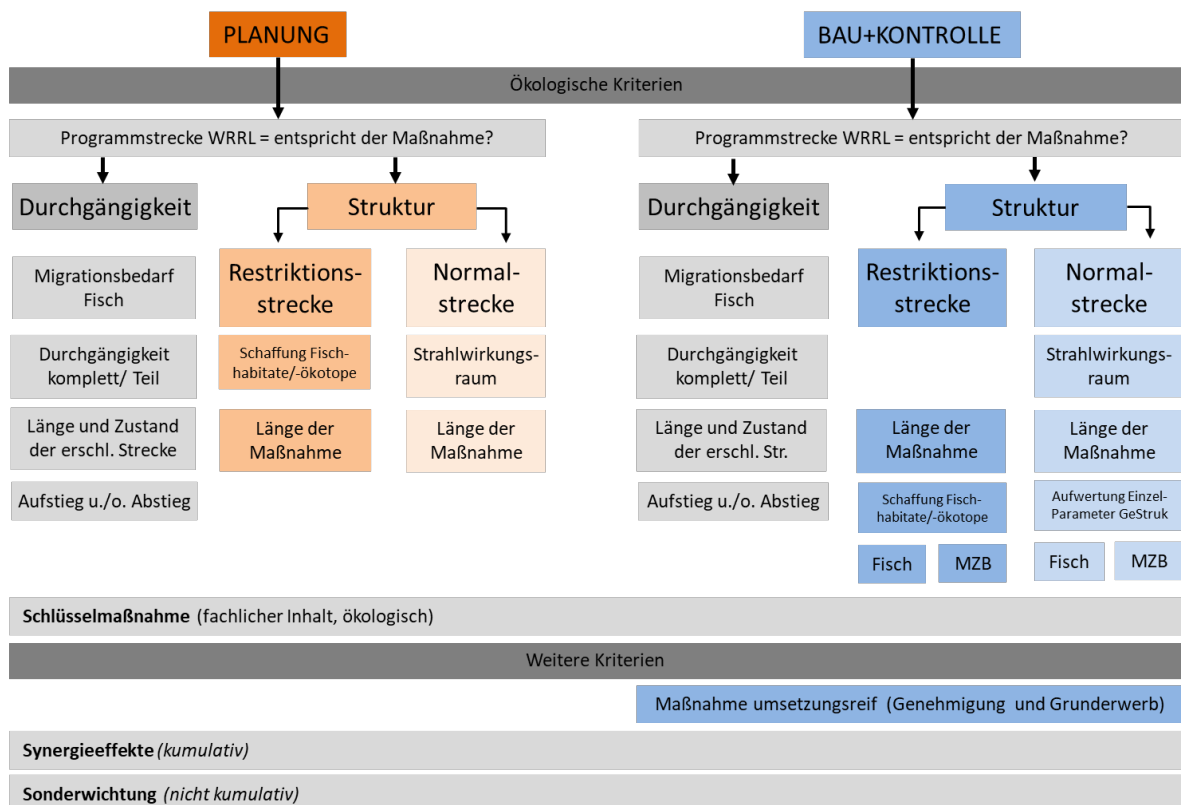 PLANUNG
BAU+KONTROLLE
Ökologische Kriterien
Programmstrecke WRRL = entspricht der Maßnahme?
Durchgängigkeit
Struktur
Migrationsbedarf
Fisch
Durchgängigkeit
komplett/ Teil
Länge und Zustand
der erschl. Strecke
Aufstieg u./o. Abstieg
Restriktions-
strecke
Schaffung Fisch-
habitate/-ökotope
Länge der
Maßnahme
Normal-
strecke
Strahlwirkungs-
raum
Länge der
Maßnahme
Programmstrecke WRRL = entspricht der Maßnahme?
Durchgängigkeit
Struktur
Migrationsbedarf
Fisch
Durchgängigkeit
komplett/ Teil
Länge und Zustand
der erschl. Str.
Aufstieg u./o. Abstieg
Restriktions-
strecke
Länge der
Maßnahme
Schaffung Fisch-
habitate/-ökotope
Fisch
MZB
Normal-
strecke
Strahlwirkungs-
raum
Länge der
Maßnahme
Aufwertung Einzel-
Parameter GeStruk
Fisch
MZB
Schlüsselmaßnahme (fachlicher Inhalt, ökologisch)
Weitere Kriterien
Maßnahme umsetzungsreif (Genehmigung und Grunderwerb)
Synergieeffekte (kumulativ)
Sonderwichtung (nicht kumulativ)